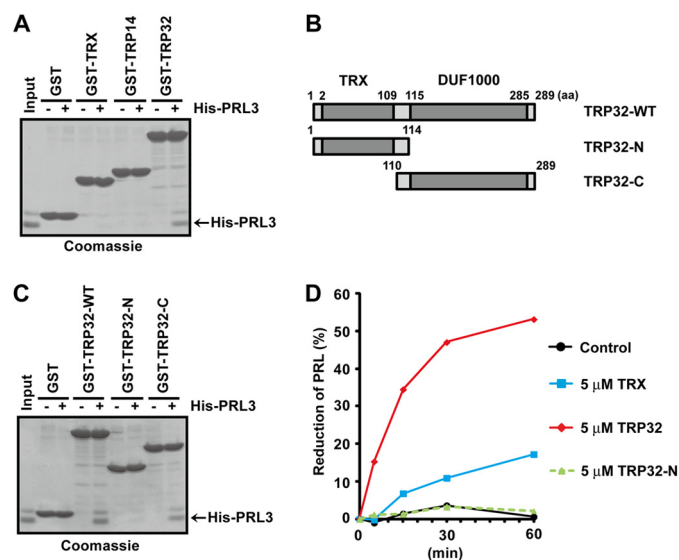 A
Input
GST
GST-TRX
GST-TRP14
GST-TRP32
- + - + - + - + His-PRL3
←His-PRL3
Coomassie
B
TRX DUF1000
1 2 109 115 285 289 (aa)
TRP32-WT
1 114
TRP32-N
110 289
TRP32-C
C
Input
GST
GST-TRP32-WT
GST-TRP32-N
GST-TRP32-C
- + - + - + - + His-PRL3
←His-PRL3
Coomassie
D
Reduction of PRL (%)
60
50
40
30
20
10
0
0 30 60
(min)
Control
5 μM TRX
5 μM TRP32
5 μM TRP32-N